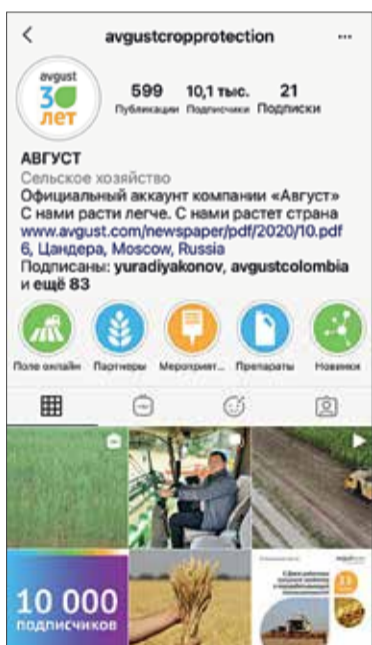 avgustcropprotection
avgust
30
лет
599 10,1 тыс. 21
Публикации Подписчики Подписки
АВГУСТ
Сельское хозяйство
Официальный аккаунт компании «Август»
С нами расти легче. С нами растет страна
www.avgust.com/newspaper/pdf/2020/10.pdf
6, Цандера, Moscow, Russia
Подписаны: yuradiyakonov, avgustcolombia
и ещё 83
Поле онлайн Партнеры Мероприят... Препараты Новинки
10 000
подписчиков